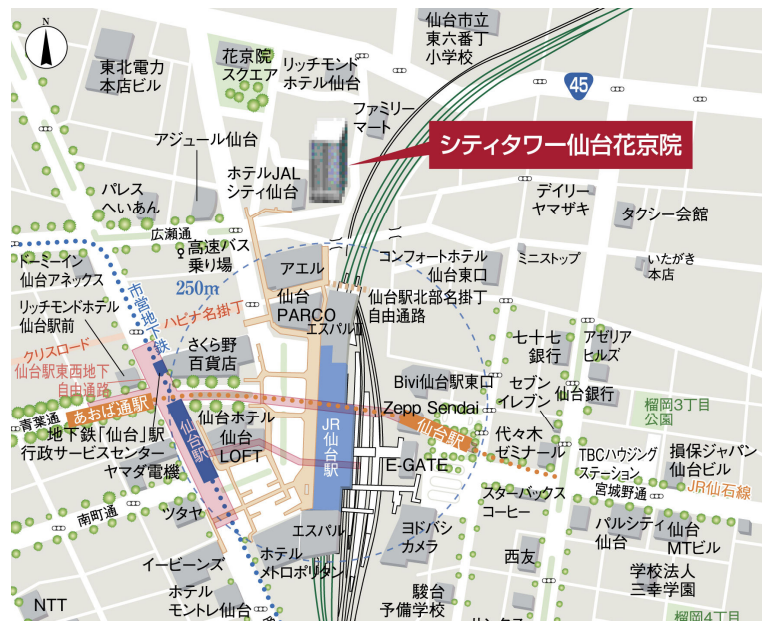 N
仙台市立
東六番丁
小学校
東北電力
本店ビル
花京院
スクエア
リッチモンド
ホテル仙台
45
ファミリー
マート
アジュール仙台
シティタワー仙台花京院
ホテルJAL
シティ仙台
パレス
へいあん
デイリー
ヤマザキ
タクシー会館
広瀬通
高速バス
乗り場
ドーミーイン
仙台アネックス
アエル
コンフォートホテル
仙台東口
ミニストップ
いたがき
本店
市営地下鉄
250m
リッチモンドホテル
仙台駅前
ハピナ名掛丁
仙台
PARCO
エスパルⅡ
仙台駅北部名掛丁
自由通路
クリスロード
仙台駅東西地下
自由通路
さくら野
百貨店
七十七
銀行
アゼリア
ヒルズ
Bivi仙台駅東口
セブン
イレブン
仙台銀行
Zepp Sendai
榴岡3丁目
公園
青葉通
あおば通駅
仙台ホテル
仙台
LOFT
仙台駅
JR仙台駅
仙台駅
代々木
ゼミナール
地下鉄「仙台」駅
行政サービスセンター
ヤマダ電機
E-GATE
TBCハウジング
ステーション
損保ジャパン
仙台ビル
スターバックス
コーヒー
宮城野通
JR仙石線
南町通
ツタヤ
エスパル
ヨドバシ
カメラ
パルシティ
仙台
仙台
MTビル
イービーンズ
ホテル
メトロポリタン
西友
学校法人
三幸学園
ホテル
モントレ仙台
駿台
予備学校
NTT
榴岡4丁目